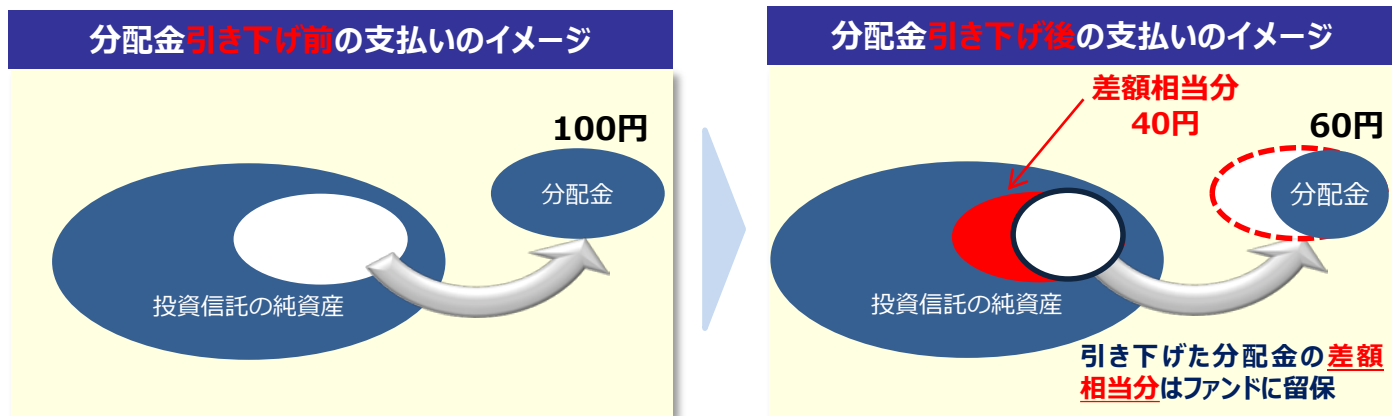 分配金引き下げ前の支払いのイメージ
100円
分配金
投資信託の純資産
分配金引き下げ後の支払いのイメージ
差額相当分
40円
60円
分配金
投資信託の純資産
引き下げた分配金の差額
相当分はファンドに留保